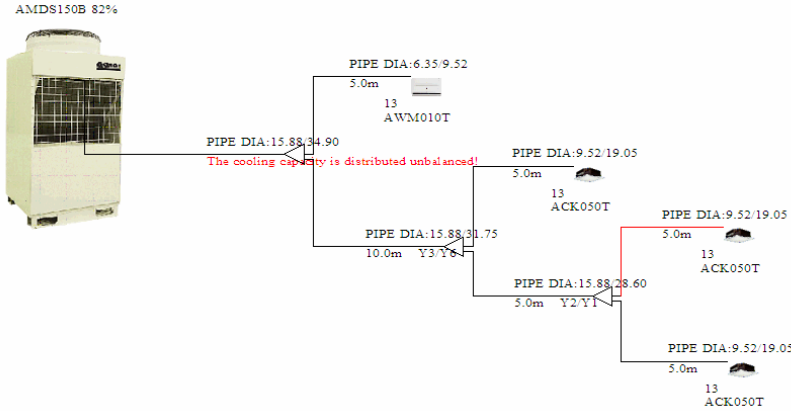 AMDS150B 82%
PIPE DIA:6.35/9.52
5.0m
13
AWM010T
PIPE DIA:15.88/34.90
The cooling capacity is distributed unbalanced!
PIPE DIA:9.52/19.05
5.0m
13
ACK050T
PIPE DIA:15.88/31.75
10.0m Y3/Y6
PIPE DIA:9.52/19.05
5.0m
13
ACK050T
PIPE DIA:15.88/28.60
5.0m Y2/Y1
PIPE DIA:9.52/19.05
5.0m
13
ACK050T